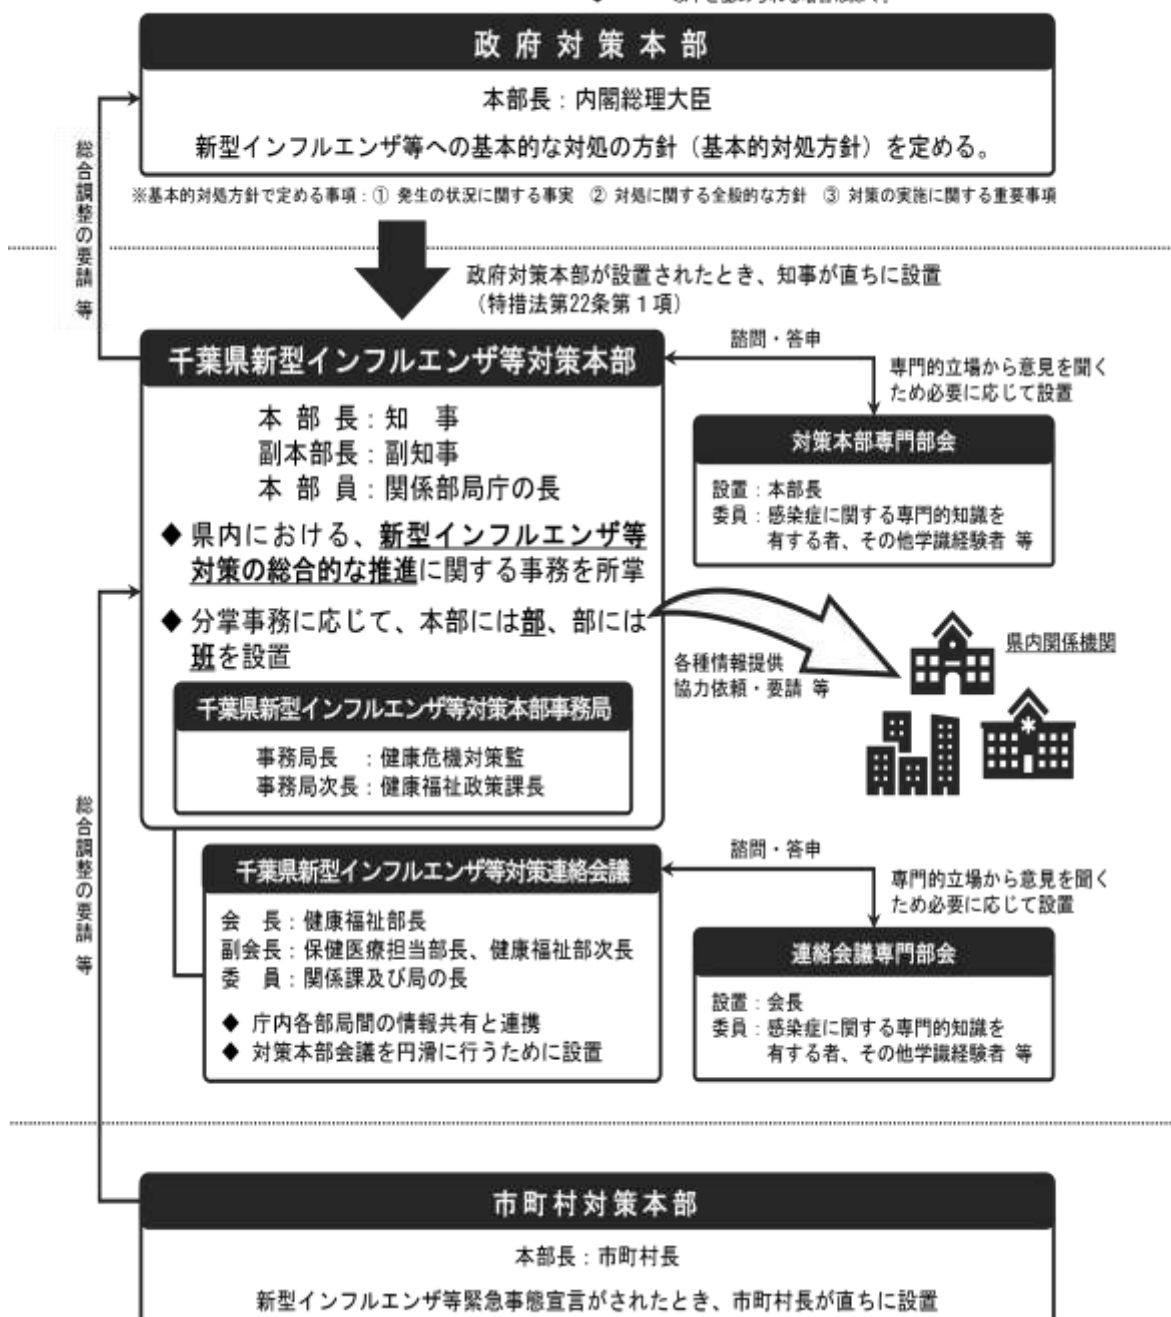 政府対策本部
本部長：内閣総理大臣
新型インフルエンザ等への基本的な対処の方針（基本的対処方針）を定める。
※基本的対処方針で定める事項：① 発生の状況に関する事実　② 対処に関する全般的な方針　③ 対策の実施に関する重要事項
総合調整の要請 等
政府対策本部が設置されたとき、知事が直ちに設置
（特措法第22条第１項）
千葉県新型インフルエンザ等対策本部
本 部 長：知　事
副本部長：副知事
本 部 員：関係部局庁の長
◆ 県内における、新型インフルエンザ等
対策の総合的な推進に関する事務を所掌
◆ 分掌事務に応じて、本部には部、部には
班を設置
千葉県新型インフルエンザ等対策本部事務局
事務局長　：健康危機対策監
事務局次長：健康福祉政策課長
諮問・答申
専門的立場から意見を聞く
ため必要に応じて設置
対策本部専門部会
設置：本部長
委員：感染症に関する専門的知識を
有する者、その他学識経験者 等
各種情報提供
協力依頼・要請 等
県内関係機関
千葉県新型インフルエンザ等対策連絡会議
会　長：健康福祉部長
副会長：保健医療担当部長、健康福祉部次長
委　員：関係課及び局の長
◆ 庁内各部局間の情報共有と連携
◆ 対策本部会議を円滑に行うために設置
諮問・答申
専門的立場から意見を聞く
ため必要に応じて設置
連絡会議専門部会
設置：会長
委員：感染症に関する専門的知識を
有する者、その他学識経験者 等
総合調整の要請 等
市町村対策本部
本部長：市町村長
新型インフルエンザ等緊急事態宣言がされたとき、市町村長が直ちに設置